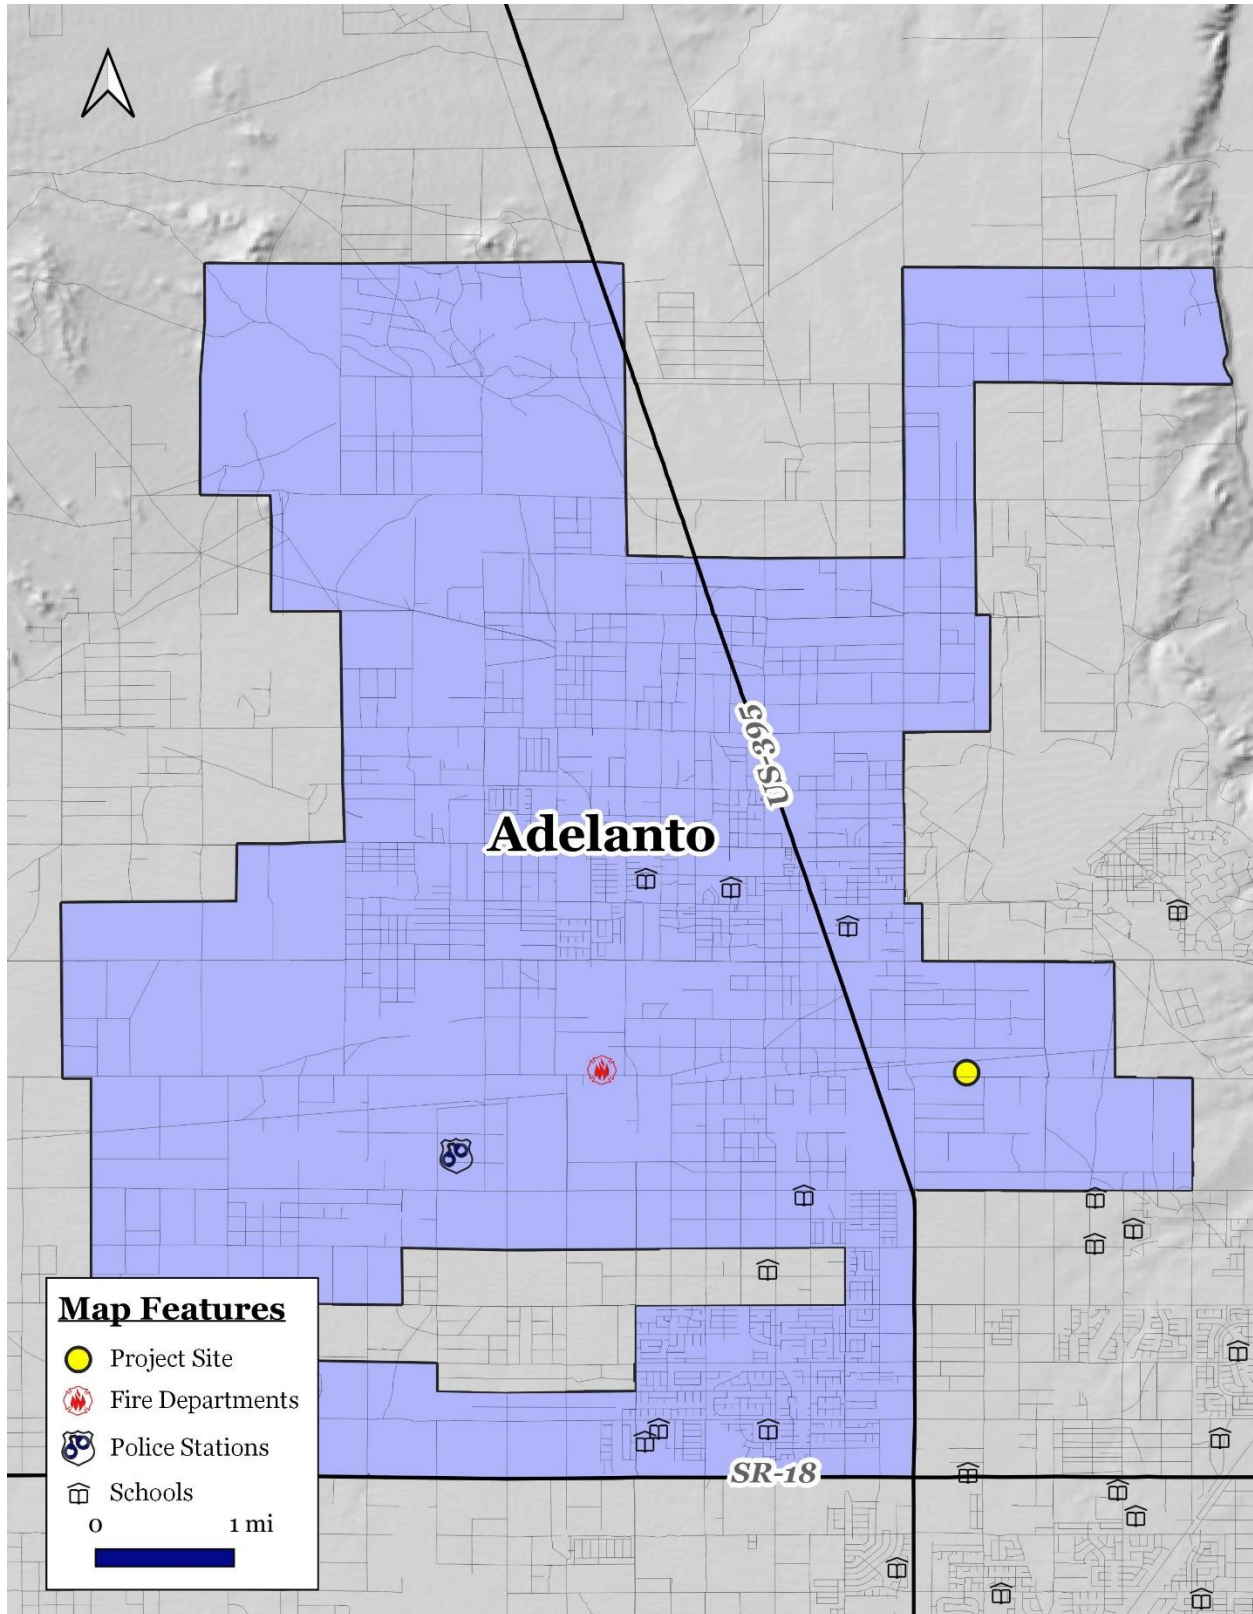 US-395
Adelanto
SR-18
Map Features
Project Site
Fire Departments
Police Stations
Schools
0 1 mi